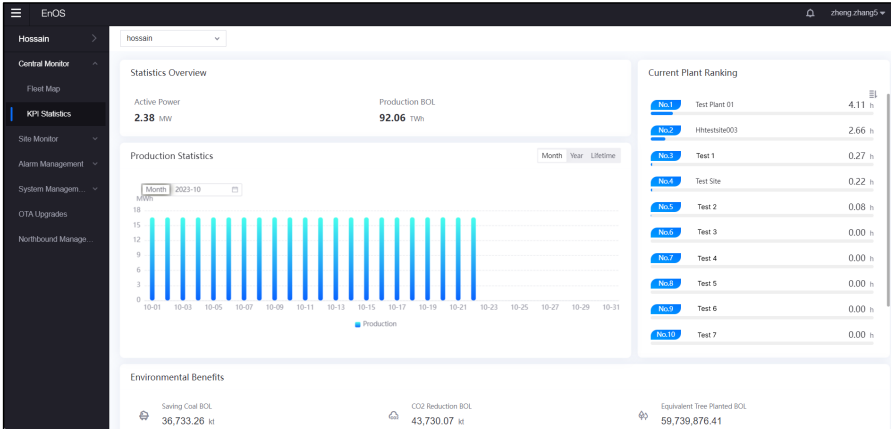 EnOS
zheng.zhang5
Hossain
Central Monitor
Fleet Map
KPI Statistics
Site Monitor
Alarm Management
System Managem...
OTA Upgrades
Northbound Manage...
hossain
Statistics Overview
Active Power
2.38 MW
Production BOL
92.06 TWh
Production Statistics
Month Year Lifetime
Month 2023-10
MWh
18
15
12
9
6
3
0
10-01 10-03 10-05 10-07 10-09 10-11 10-13 10-15 10-17 10-19 10-21 10-23 10-25 10-27 10-29 10-31
Production
Current Plant Ranking
No.1 Test Plant 01 4.11 h
No.2 Hhtestsite003 2.66 h
No.3 Test 1 0.27 h
No.4 Test Site 0.22 h
No.5 Test 2 0.08 h
No.6 Test 3 0.00 h
No.7 Test 4 0.00 h
No.8 Test 5 0.00 h
No.9 Test 6 0.00 h
No.10 Test 7 0.00 h
Environmental Benefits
Saving Coal BOL
36,733.26 kt
CO2 Reduction BOL
43,730.07 kt
Equivalent Tree Planted BOL
59,739,876.41